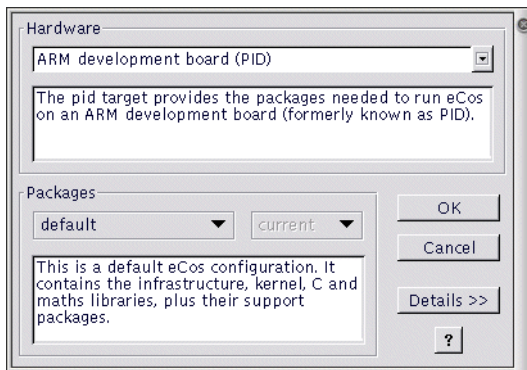 Hardware
ARM development board (PID)
The pid target provides the packages needed to run eCos
on an ARM development board (formerly known as PID).
Packages
default
current
This is a default eCos configuration. It
contains the infrastructure, kernel, C and
maths libraries, plus their support
packages.
OK
Cancel
Details >>
?